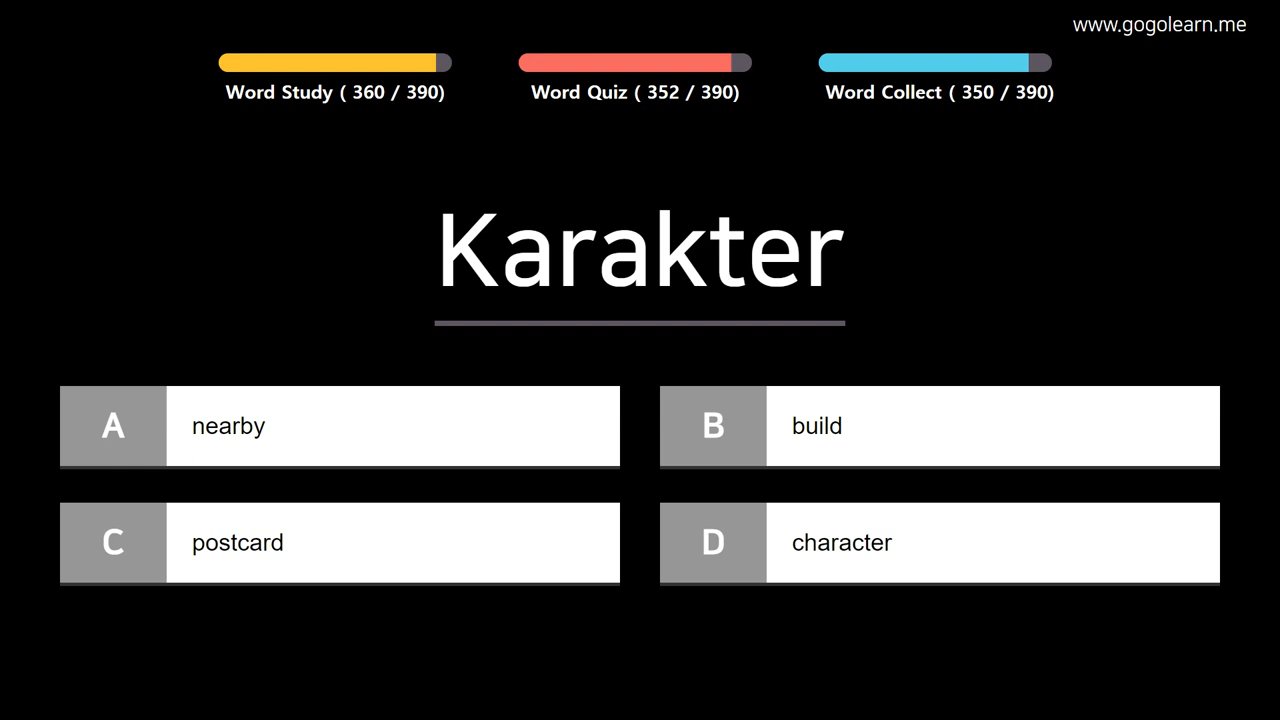 www.gogolearn.me
Word Study ( 360 / 390)
Word Quiz ( 352 / 390)
Word Collect ( 350 / 390)
Karakter
A nearby
B build
C postcard
D character